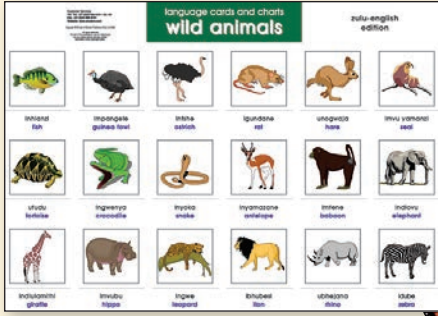 language cards and charts
wild animals
zulu-english
edition
inhlanzi
fish
impangele
guinea fowl
intshe
ostrich
igundane
rat
unogwaja
hare
imvu yamanzi
seal
ufudu
tortoise
ingwenya
crocodile
inyoka
snake
inyamazane
antelope
imfene
baboon
indlovu
elephant
indlulamithi
giraffe
imvubu
hippo
ingwe
leopard
ibhubesi
lion
ubhejana
rhino
idube
zebra